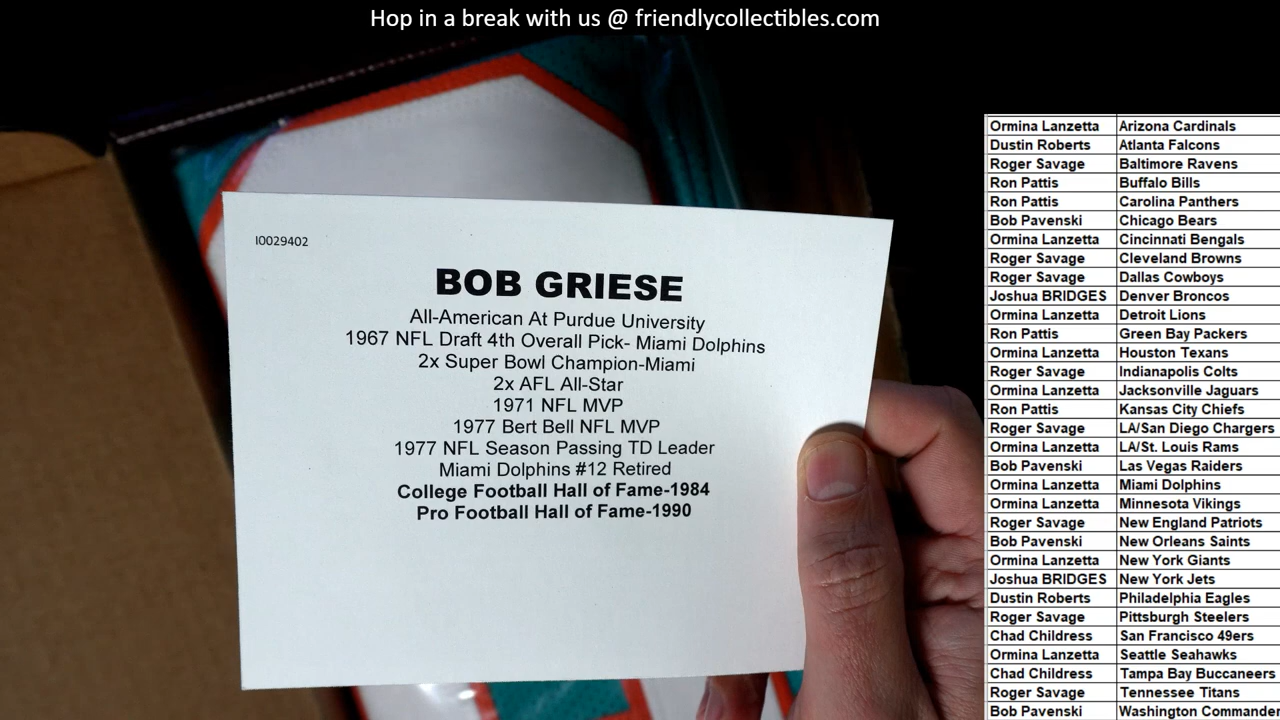 Hop in a break with us @ friendlycollectibles.com
I0029402
BOB GRIESE
All-American At Purdue University
1967 NFL Draft 4th Overall Pick- Miami Dolphins
2x Super Bowl Champion-Miami
2x AFL All-Star
1971 NFL MVP
1977 Bert Bell NFL MVP
1977 NFL Season Passing TD Leader
Miami Dolphins #12 Retired
College Football Hall of Fame-1984
Pro Football Hall of Fame-1990
Ormina Lanzetta Arizona Cardinals
Dustin Roberts Atlanta Falcons
Roger Savage Baltimore Ravens
Ron Pattis Buffalo Bills
Ron Pattis Carolina Panthers
Bob Pavenski Chicago Bears
Ormina Lanzetta Cincinnati Bengals
Roger Savage Cleveland Browns
Roger Savage Dallas Cowboys
Joshua BRIDGES Denver Broncos
Ormina Lanzetta Detroit Lions
Ron Pattis Green Bay Packers
Ormina Lanzetta Houston Texans
Roger Savage Indianapolis Colts
Ormina Lanzetta Jacksonville Jaguars
Ron Pattis Kansas City Chiefs
Roger Savage LA/San Diego Chargers
Ormina Lanzetta LA/St. Louis Rams
Bob Pavenski Las Vegas Raiders
Ormina Lanzetta Miami Dolphins
Ormina Lanzetta Minnesota Vikings
Roger Savage New England Patriots
Bob Pavenski New Orleans Saints
Ormina Lanzetta New York Giants
Joshua BRIDGES New York Jets
Dustin Roberts Philadelphia Eagles
Roger Savage Pittsburgh Steelers
Chad Childress San Francisco 49ers
Ormina Lanzetta Seattle Seahawks
Chad Childress Tampa Bay Buccaneers
Roger Savage Tennessee Titans
Bob Pavenski Washington Commander